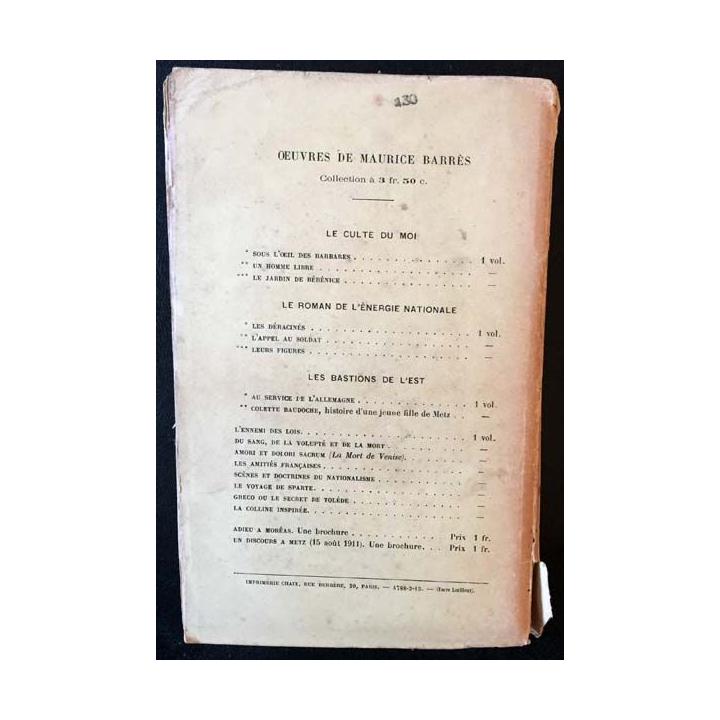 130
ŒUVRES DE MAURICE BARRÈS
Collection à 3 fr. 50 c.
LE CULTE DU MOI
* SOUS L'ŒIL DES BARBARES . . . . . . . . . . . . . . . 1 vol.
** UN HOMME LIBRE . . . . . . . . . . . . . . . . . . —
*** LE JARDIN DE BÉRÉNICE . . . . . . . . . . . . . . . —
LE ROMAN DE L'ÉNERGIE NATIONALE
* LES DÉRACINÉS . . . . . . . . . . . . . . . . . . . 1 vol.
** L'APPEL AU SOLDAT . . . . . . . . . . . . . . . . . —
*** LEURS FIGURES . . . . . . . . . . . . . . . . . . . —
LES BASTIONS DE L'EST
* AU SERVICE DE L'ALLEMAGNE . . . . . . . . . . . . . . 1 vol.
** COLETTE BAUDOCHE, histoire d'une jeune fille de Metz . . —
L'ENNEMI DES LOIS. . . . . . . . . . . . . . . . . . . 1 vol.
DU SANG, DE LA VOLUPTÉ ET DE LA MORT . . . . . . . . . —
AMORI ET DOLORI SACRUM (La Mort de Venise). . . . . . . —
LES AMITIÉS FRANÇAISES . . . . . . . . . . . . . . . . —
SCÈNES ET DOCTRINES DU NATIONALISME . . . . . . . . . . —
LE VOYAGE DE SPARTE. . . . . . . . . . . . . . . . . . —
GRECO OU LE SECRET DE TOLÈDE . . . . . . . . . . . . . —
LA COLLINE INSPIRÉE. . . . . . . . . . . . . . . . . . —
ADIEU A MORÉAS. Une brochure . . . . . . . . . . . Prix 1 fr.
UN DISCOURS A METZ (15 août 1911). Une brochure. . . Prix 1 fr.
IMPRIMERIE CHAIX, RUE BERGÈRE, 20, PARIS. — 4788-2-13. — (Encre Lorilleux).